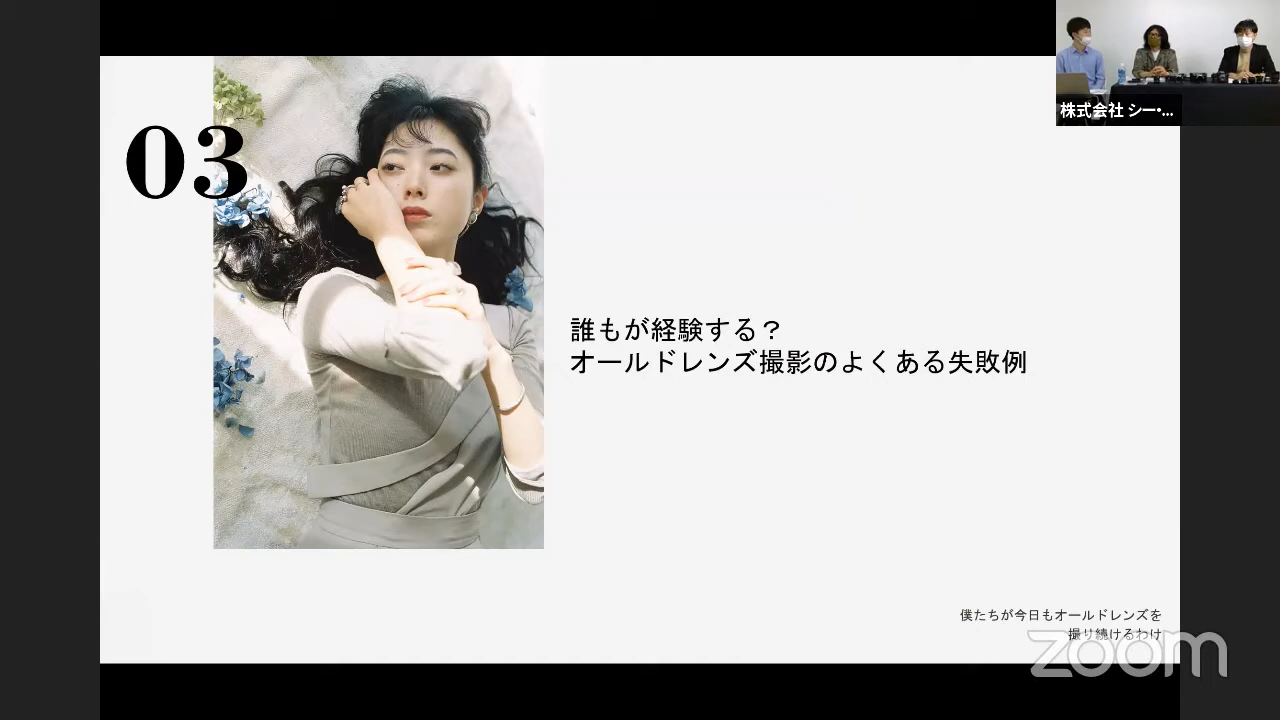 03
誰もが経験する？
オールドレンズ撮影のよくある失敗例
僕たちが今日もオールドレンズを
撮り続けるわけ
zoom
株式会社 シー・...